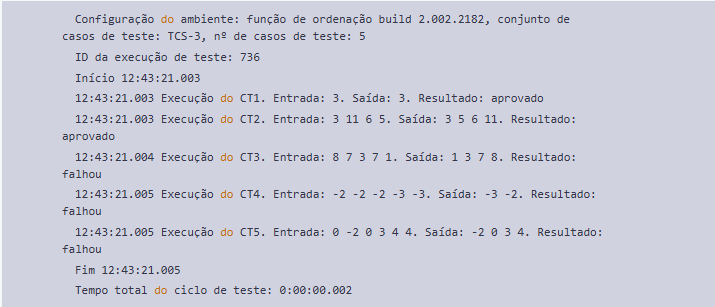 Configuração do ambiente: função de ordenação build 2.002.2182, conjunto de
casos de teste: TCS-3, nº de casos de teste: 5
ID da execução de teste: 736
Início 12:43:21.003
12:43:21.003 Execução do CT1. Entrada: 3. Saída: 3. Resultado: aprovado
12:43:21.003 Execução do CT2. Entrada: 3 11 6 5. Saída: 3 5 6 11. Resultado:
aprovado
12:43:21.004 Execução do CT3. Entrada: 8 7 3 7 1. Saída: 1 3 7 8. Resultado:
falhou
12:43:21.005 Execução do CT4. Entrada: -2 -2 -2 -3 -3. Saída: -3 -2. Resultado:
falhou
12:43:21.005 Execução do CT5. Entrada: 0 -2 0 3 4 4. Saída: -2 0 3 4. Resultado:
falhou
Fim 12:43:21.005
Tempo total do ciclo de teste: 0:00:00.002